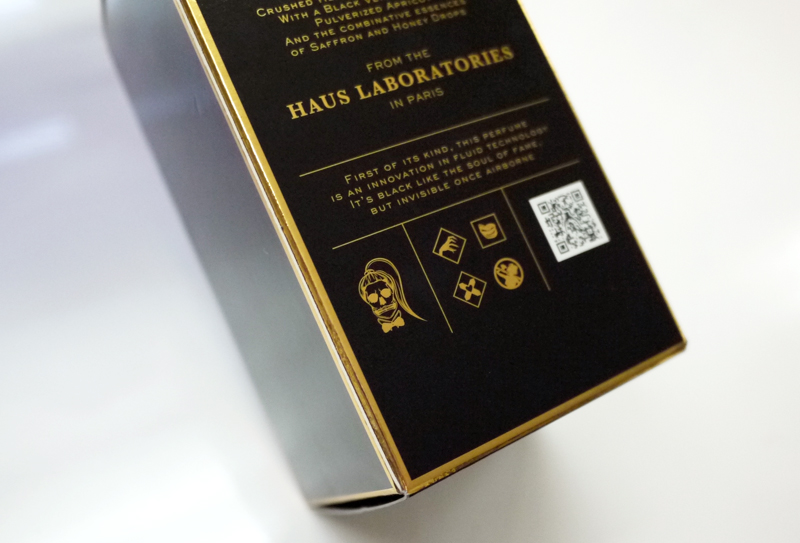 CRUSHED
WITH A BLACK
PULVERIZED APRICO
AND THE COMBINATIVE ESSENCES
OF SAFFRON AND HONEY DROPS
FROM THE
HAUS LABORATORIES
IN PARIS
FIRST OF ITS KIND, THIS PERFUME
IS AN INNOVATION IN FLUID TECHNOLOGY
IT'S BLACK LIKE THE SOUL OF FAME,
BUT INVISIBLE ONCE AIRBORNE